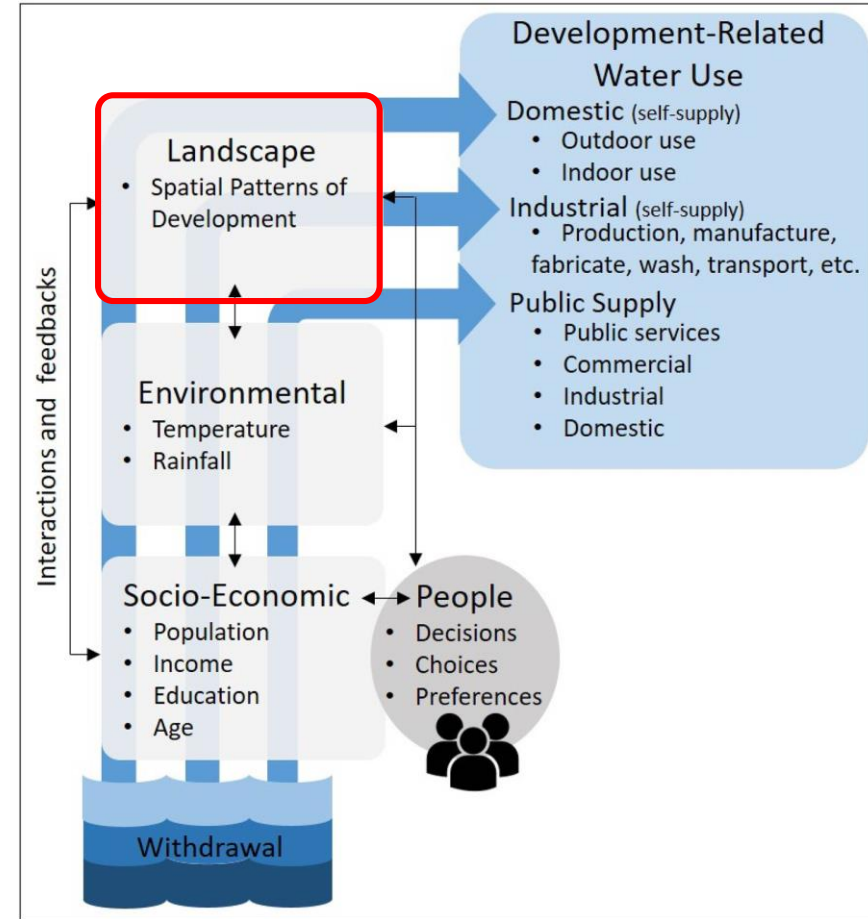 Development-Related
Water Use
Domestic (self-supply)
• Outdoor use
• Indoor use
Industrial (self-supply)
• Production, manufacture,
fabricate, wash, transport, etc.
Public Supply
• Public services
• Commercial
• Industrial
• Domestic
Landscape
• Spatial Patterns of
Development
Interactions and feedbacks
Environmental
• Temperature
• Rainfall
Socio-Economic
• Population
• Income
• Education
• Age
People
• Decisions
• Choices
• Preferences
Withdrawal